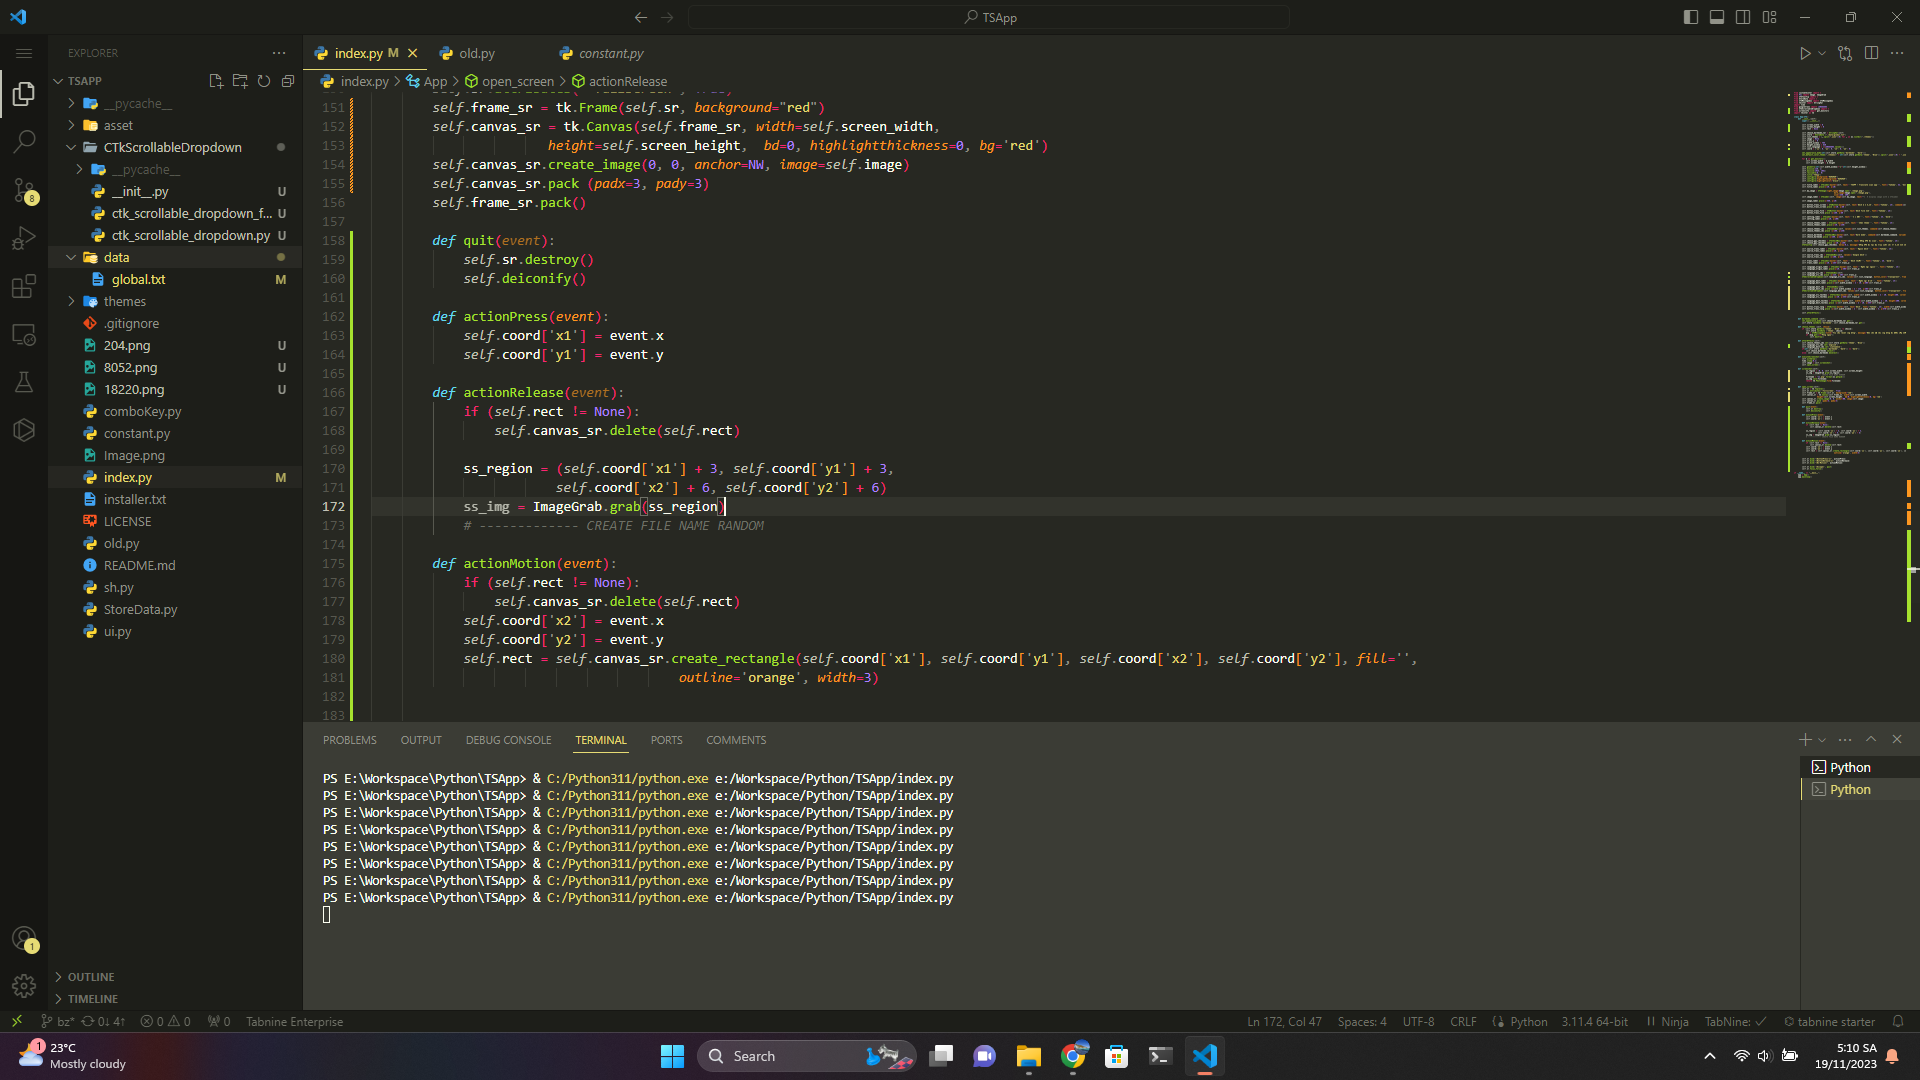 TSApp
EXPLORER
TSAPP
__pycache__
asset
CTkScrollableDropdown
__pycache__
__init__.py U
ctk_scrollable_dropdown_f... U
ctk_scrollable_dropdown.py U
data
global.txt M
themes
.gitignore
204.png U
8052.png U
18220.png U
comboKey.py
constant.py
Image.png
index.py M
installer.txt
LICENSE
old.py
README.md
sh.py
StoreData.py
ui.py
OUTLINE
TIMELINE
index.py M
old.py
constant.py
index.py > App > open_screen > actionRelease
151 self.frame_sr = tk.Frame(self.sr, background="red")
152 self.canvas_sr = tk.Canvas(self.frame_sr, width=self.screen_width,
153 height=self.screen_height,  bd=0, highlightthickness=0, bg='red')
154 self.canvas_sr.create_image(0, 0, anchor=NW, image=self.image)
155 self.canvas_sr.pack (padx=3, pady=3)
156 self.frame_sr.pack()
157
158 def quit(event):
159 self.sr.destroy()
160 self.deiconify()
161
162 def actionPress(event):
163 self.coord['x1'] = event.x
164 self.coord['y1'] = event.y
165
166 def actionRelease(event):
167 if (self.rect != None):
168 self.canvas_sr.delete(self.rect)
169
170 ss_region = (self.coord['x1'] + 3, self.coord['y1'] + 3,
171 self.coord['x2'] + 6, self.coord['y2'] + 6)
172 ss_img = ImageGrab.grab(ss_region)
173 # ------------- CREATE FILE NAME RANDOM
174
175 def actionMotion(event):
176 if (self.rect != None):
177 self.canvas_sr.delete(self.rect)
178 self.coord['x2'] = event.x
179 self.coord['y2'] = event.y
180 self.rect = self.canvas_sr.create_rectangle(self.coord['x1'], self.coord['y1'], self.coord['x2'], self.coord['y2'], fill='',
181 outline='orange', width=3)
182
183
PROBLEMS OUTPUT DEBUG CONSOLE TERMINAL PORTS COMMENTS
PS E:\Workspace\Python\TSApp> & C:/Python311/python.exe e:/Workspace/Python/TSApp/index.py
PS E:\Workspace\Python\TSApp> & C:/Python311/python.exe e:/Workspace/Python/TSApp/index.py
PS E:\Workspace\Python\TSApp> & C:/Python311/python.exe e:/Workspace/Python/TSApp/index.py
PS E:\Workspace\Python\TSApp> & C:/Python311/python.exe e:/Workspace/Python/TSApp/index.py
PS E:\Workspace\Python\TSApp> & C:/Python311/python.exe e:/Workspace/Python/TSApp/index.py
PS E:\Workspace\Python\TSApp> & C:/Python311/python.exe e:/Workspace/Python/TSApp/index.py
PS E:\Workspace\Python\TSApp> & C:/Python311/python.exe e:/Workspace/Python/TSApp/index.py
PS E:\Workspace\Python\TSApp> & C:/Python311/python.exe e:/Workspace/Python/TSApp/index.py
Python
Python
8
1
bz* 0↓ 4↑ 0 0 0 Tabnine Enterprise
Ln 172, Col 47 Spaces: 4 UTF-8 CRLF Python 3.11.4 64-bit Ninja TabNine: ✓ tabnine starter
1
23°C
Mostly cloudy
Search
5:10 SA
19/11/2023